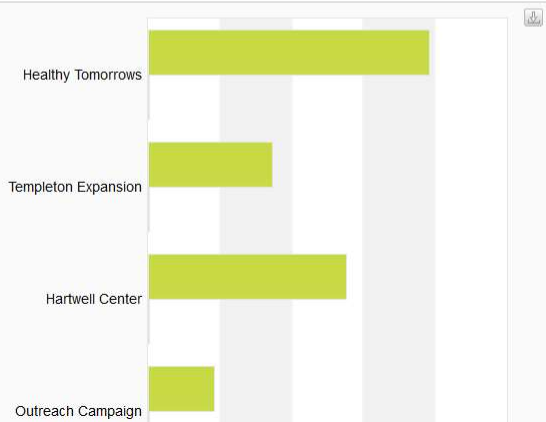 Healthy Tomorrows
Templeton Expansion
Hartwell Center
Outreach Campaign